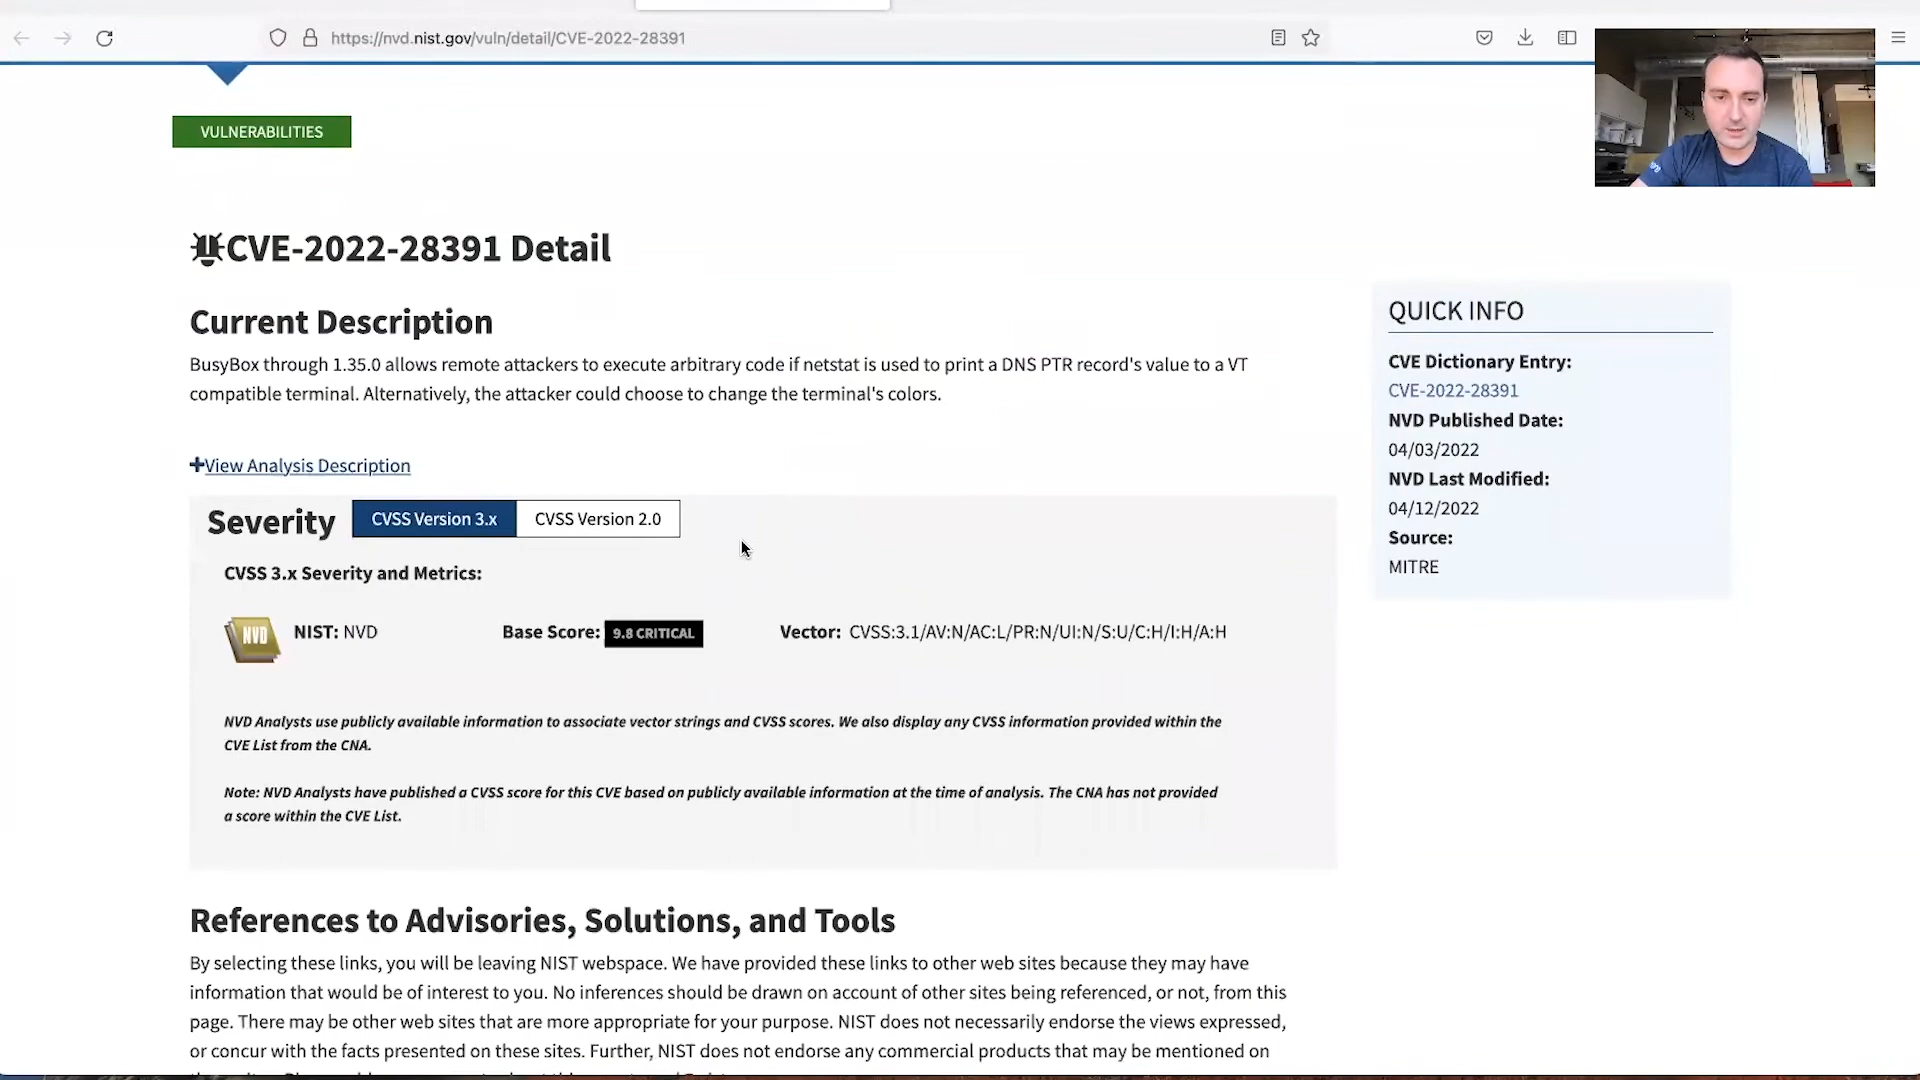 https://nvd.nist.gov/vuln/detail/CVE-2022-28391
VULNERABILITIES
CVE-2022-28391 Detail
Current Description
BusyBox through 1.35.0 allows remote attackers to execute arbitrary code if netstat is used to print a DNS PTR record's value to a VT
compatible terminal. Alternatively, the attacker could choose to change the terminal's colors.
View Analysis Description
Severity
CVSS Version 3.x
CVSS Version 2.0
CVSS 3.x Severity and Metrics:
NVD
NIST: NVD
Base Score: 9.8 CRITICAL
Vector: CVSS:3.1/AV:N/AC:L/PR:N/UI:N/S:U/C:H/I:H/A:H
NVD Analysts use publicly available information to associate vector strings and CVSS scores. We also display any CVSS information provided within the
CVE List from the CNA.
Note: NVD Analysts have published a CVSS score for this CVE based on publicly available information at the time of analysis. The CNA has not provided
a score within the CVE List.
References to Advisories, Solutions, and Tools
By selecting these links, you will be leaving NIST webspace. We have provided these links to other web sites because they may have
information that would be of interest to you. No inferences should be drawn on account of other sites being referenced, or not, from this
page. There may be other web sites that are more appropriate for your purpose. NIST does not necessarily endorse the views expressed,
or concur with the facts presented on these sites. Further, NIST does not endorse any commercial products that may be mentioned on
QUICK INFO
CVE Dictionary Entry:
CVE-2022-28391
NVD Published Date:
04/03/2022
NVD Last Modified:
04/12/2022
Source:
MITRE